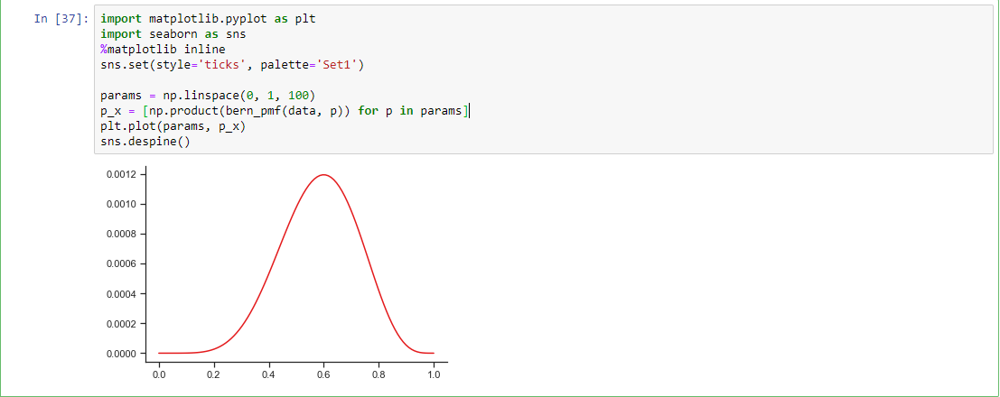 In [37]:
import matplotlib.pyplot as plt
import seaborn as sns
%matplotlib inline
sns.set(style='ticks', palette='Set1')
params = np.linspace(0, 1, 100)
p_x = [np.product(bern_pmf(data, p)) for p in params]
plt.plot(params, p_x)
sns.despine()
0.0012
0.0010
0.0008
0.0006
0.0004
0.0002
0.0000
0.0 0.2 0.4 0.6 0.8 1.0